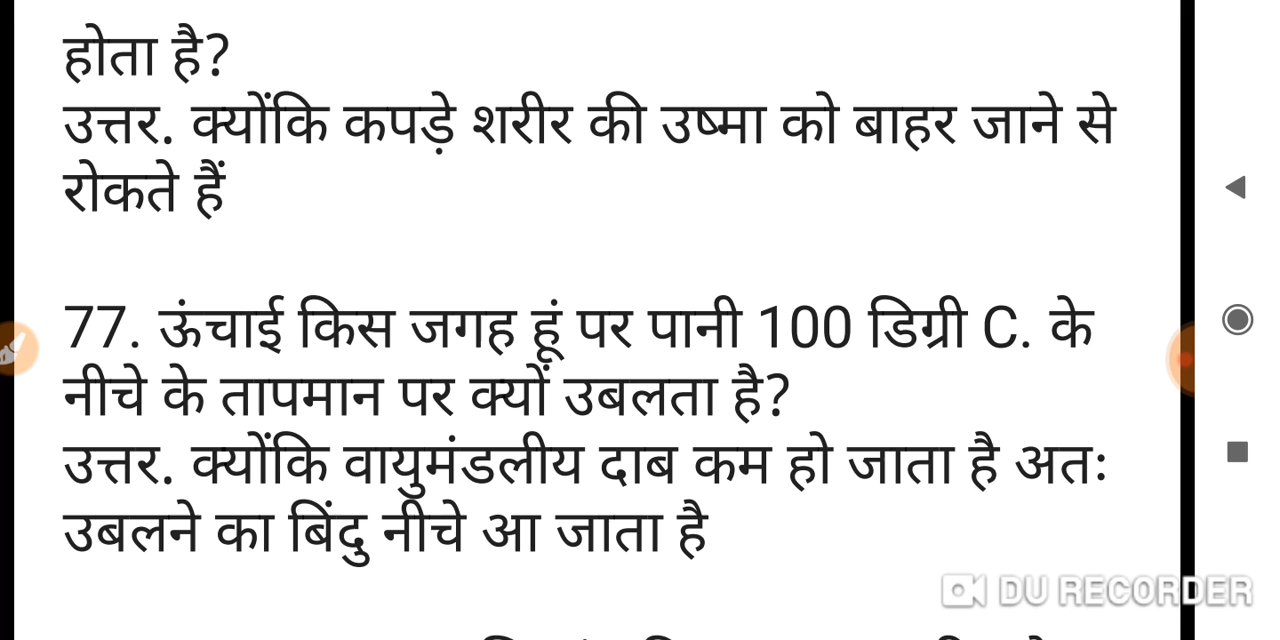 होता है?
उत्तर. क्योंकि कपड़े शरीर की उष्मा को बाहर जाने से
रोकते हैं
77. ऊंचाई किस जगह हूं पर पानी 100 डिग्री C. के
नीचे के तापमान पर क्यों उबलता है?
उत्तर. क्योंकि वायुमंडलीय दाब कम हो जाता है अतः
उबलने का बिंदु नीचे आ जाता है
DU RECORDER